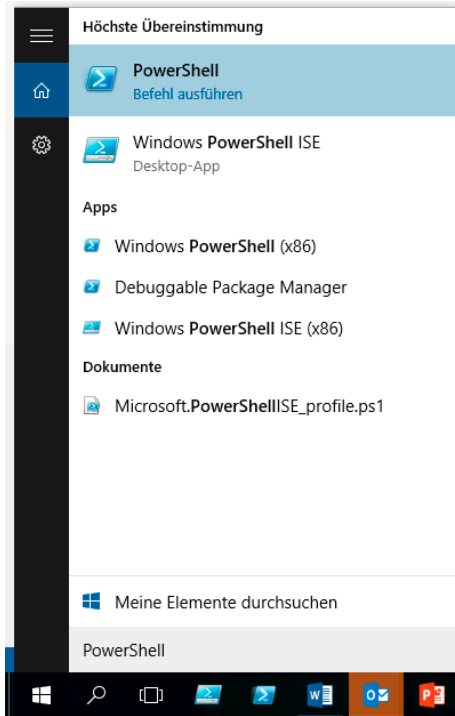 Höchste Übereinstimmung
PowerShell
Befehl ausführen
Windows PowerShell ISE
Desktop-App
Apps
Windows PowerShell (x86)
Debuggable Package Manager
Windows PowerShell ISE (x86)
Dokumente
Microsoft.PowerShellISE_profile.ps1
Meine Elemente durchsuchen
PowerShell